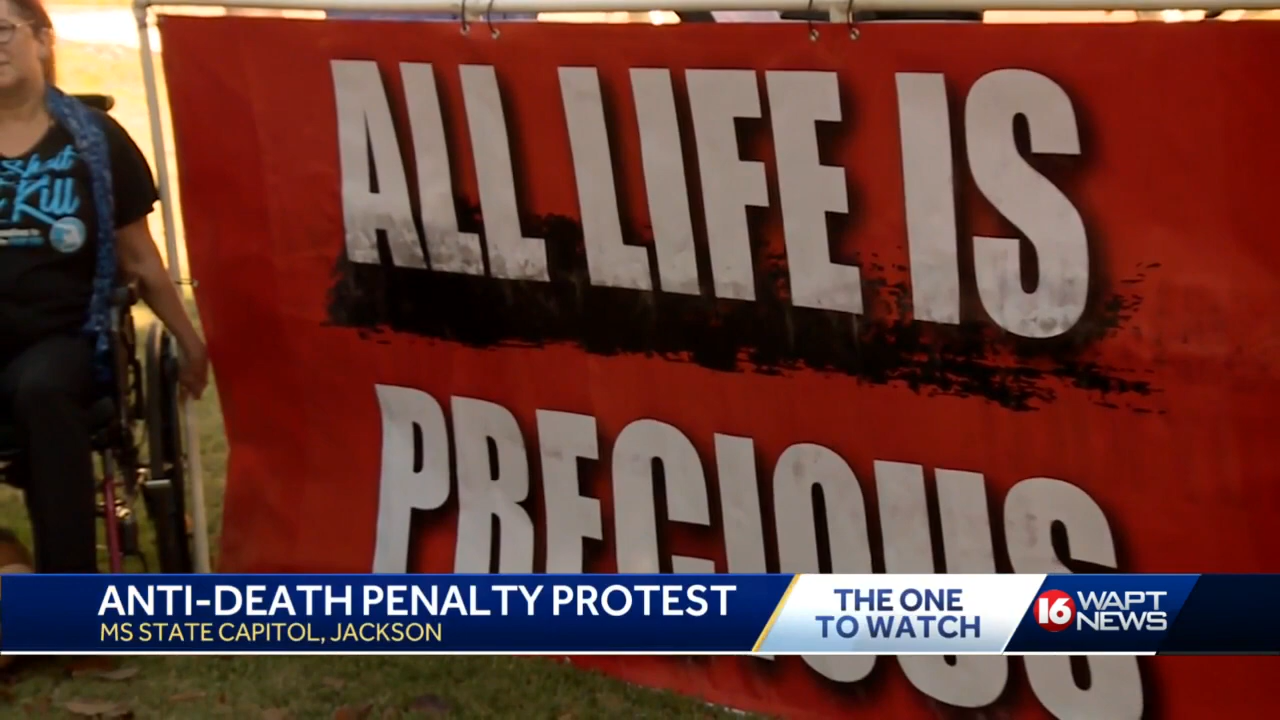 ALL LIFE IS
PRECIOUS
Kill
ANTI-DEATH PENALTY PROTEST
MS STATE CAPITOL, JACKSON
THE ONE
TO WATCH
16 WAPT
NEWS